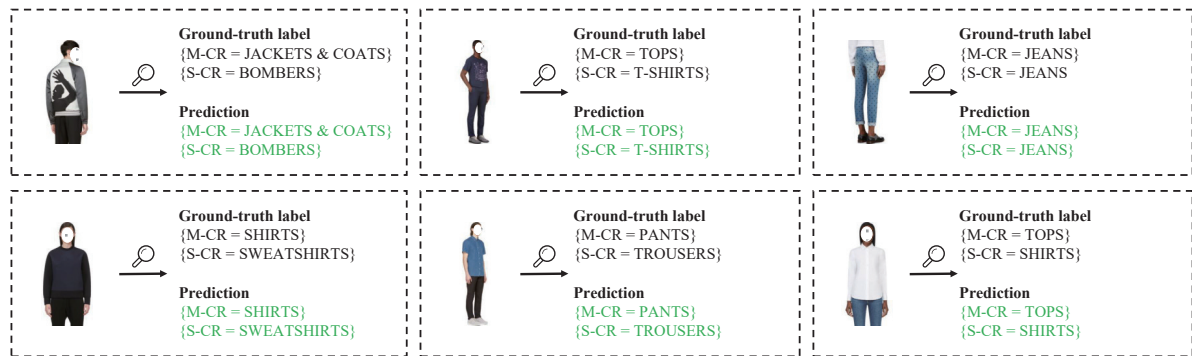 Ground-truth label
{M-CR = JACKETS & COATS}
{S-CR = BOMBERS}
Prediction
{M-CR = JACKETS & COATS}
{S-CR = BOMBERS}
Ground-truth label
{M-CR = TOPS}
{S-CR = T-SHIRTS}
Prediction
{M-CR = TOPS}
{S-CR = T-SHIRTS}
Ground-truth label
{M-CR = JEANS}
{S-CR = JEANS
Prediction
{M-CR = JEANS}
{S-CR = JEANS}
Ground-truth label
{M-CR = SHIRTS}
{S-CR = SWEATSHIRTS}
Prediction
{M-CR = SHIRTS}
{S-CR = SWEATSHIRTS}
Ground-truth label
{M-CR = PANTS}
{S-CR = TROUSERS}
Prediction
{M-CR = PANTS}
{S-CR = TROUSERS}
Ground-truth label
{M-CR = TOPS}
{S-CR = SHIRTS}
Prediction
{M-CR = TOPS}
{S-CR = SHIRTS}